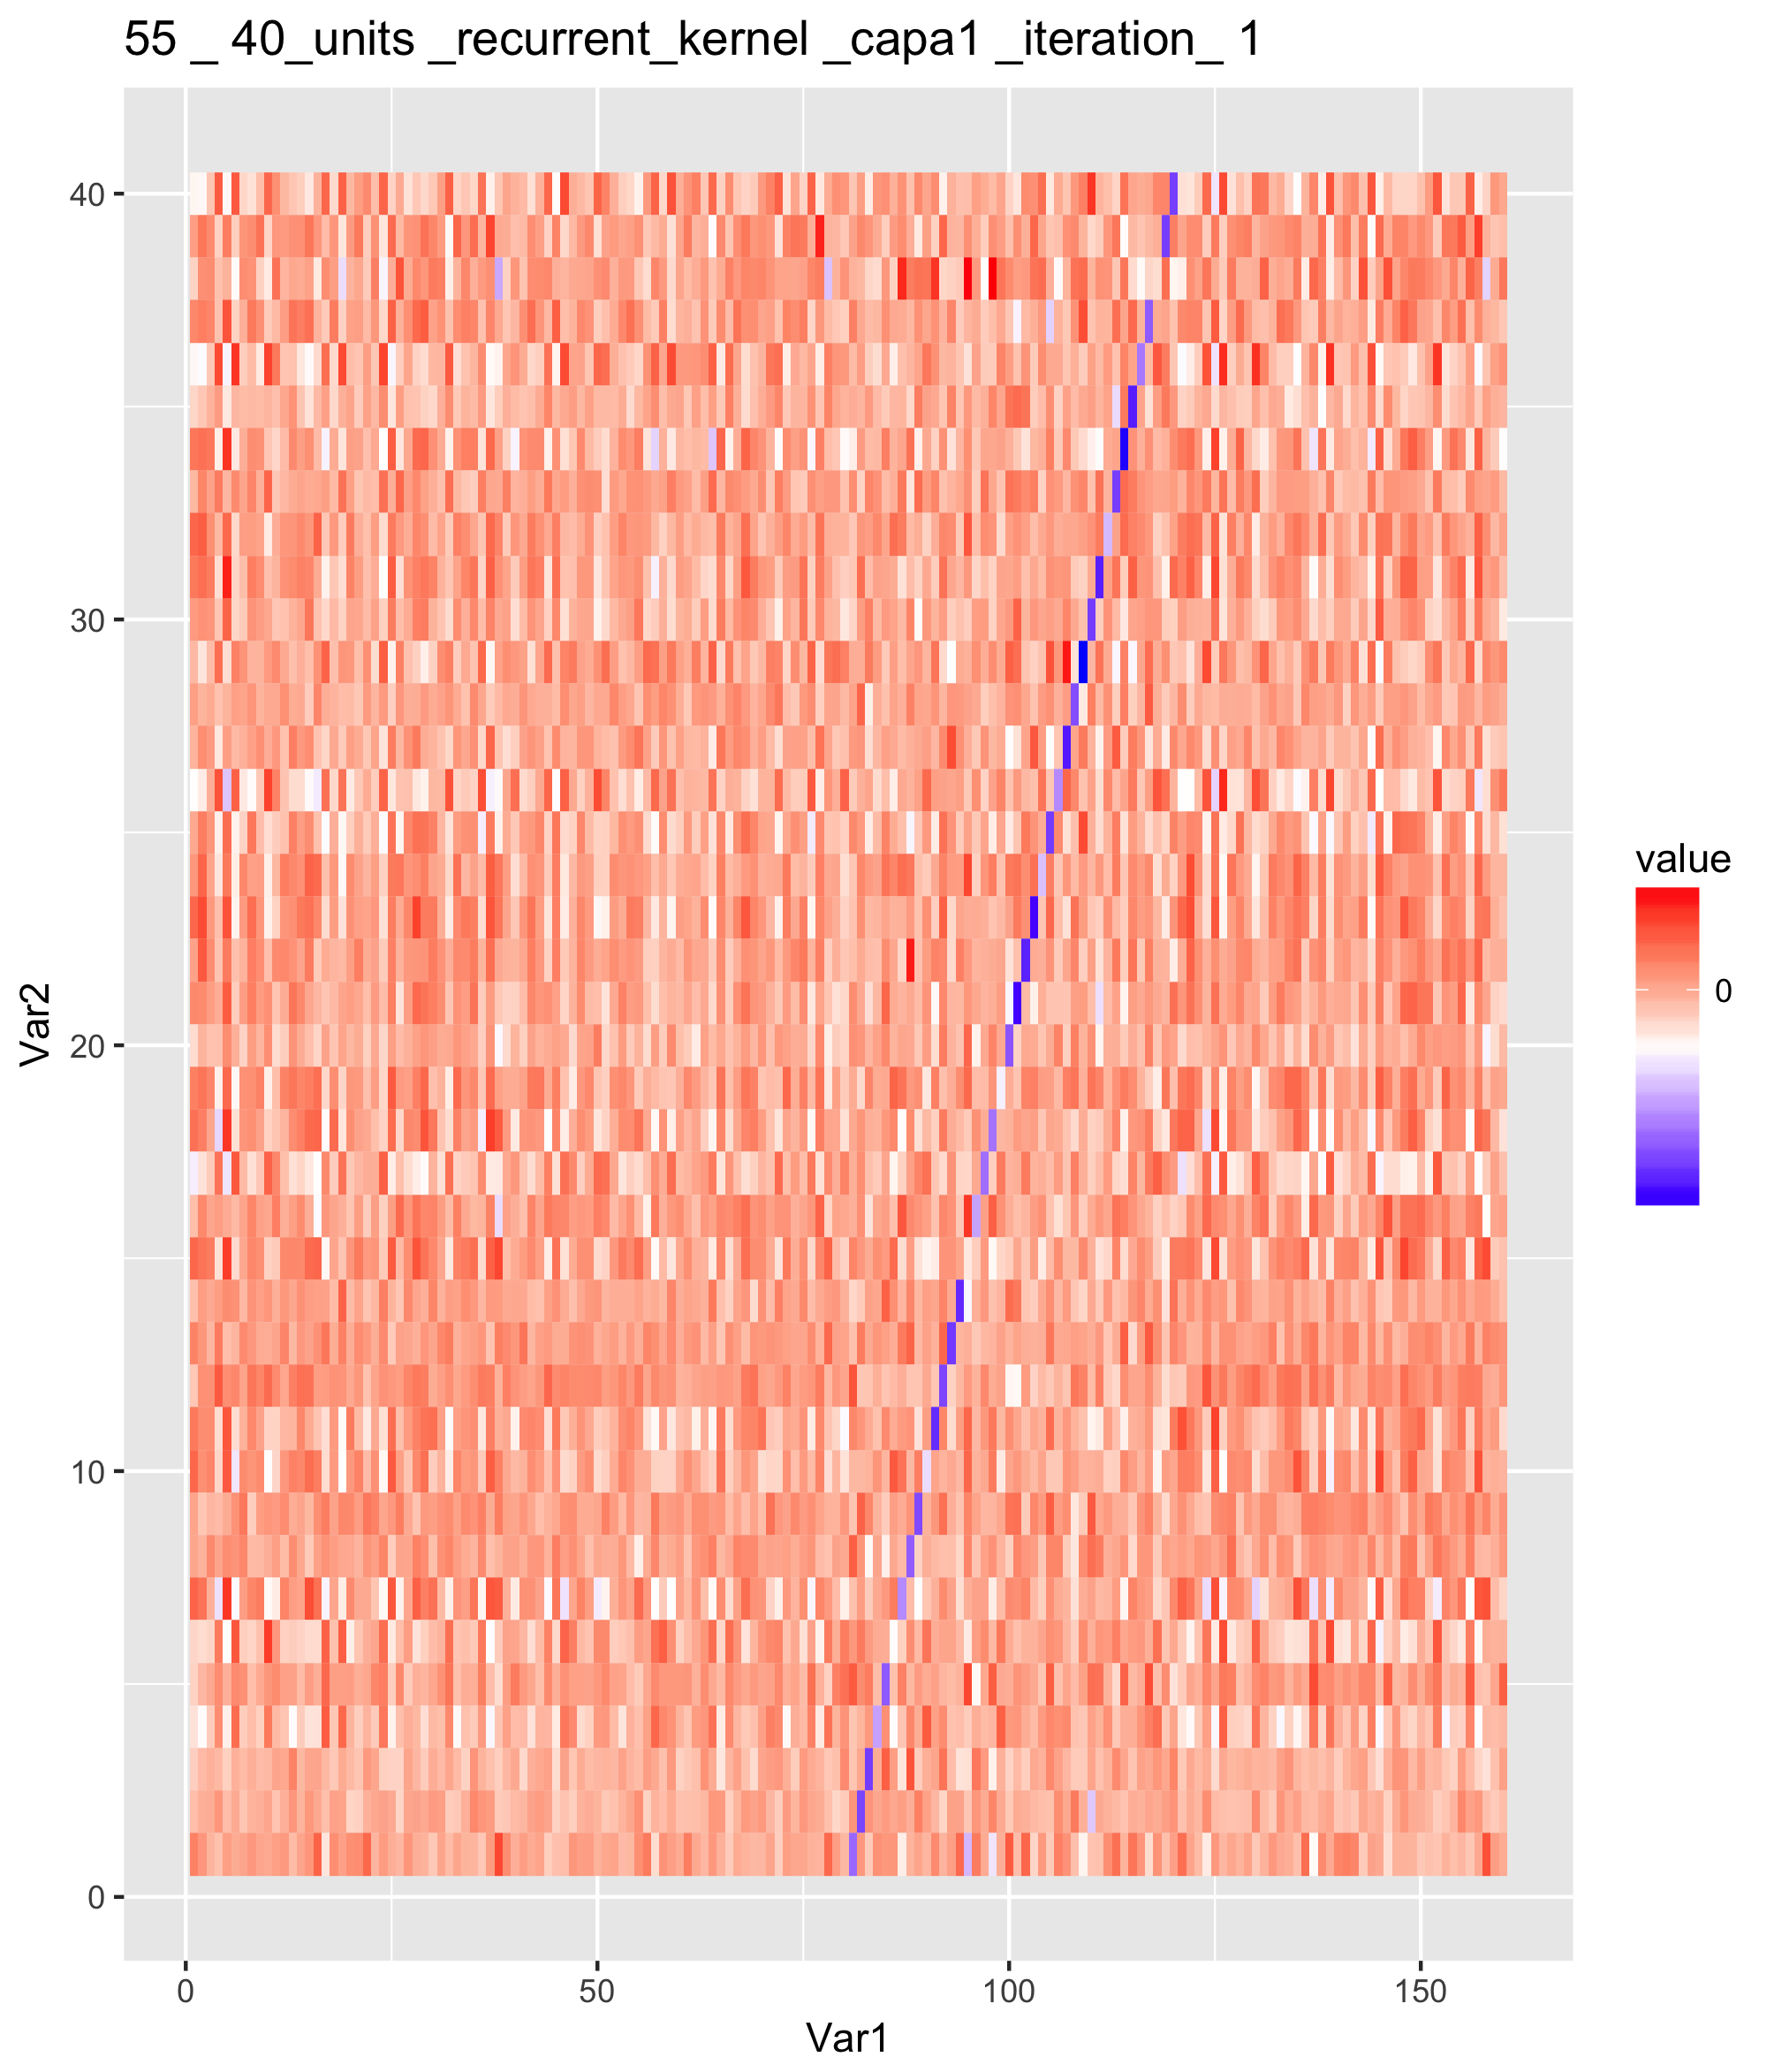 55 _ 40_units _recurrent_kernel _capa1 _iteration_ 1
40
30
20
10
0
Var2
0
50
100
150
Var1
value
0